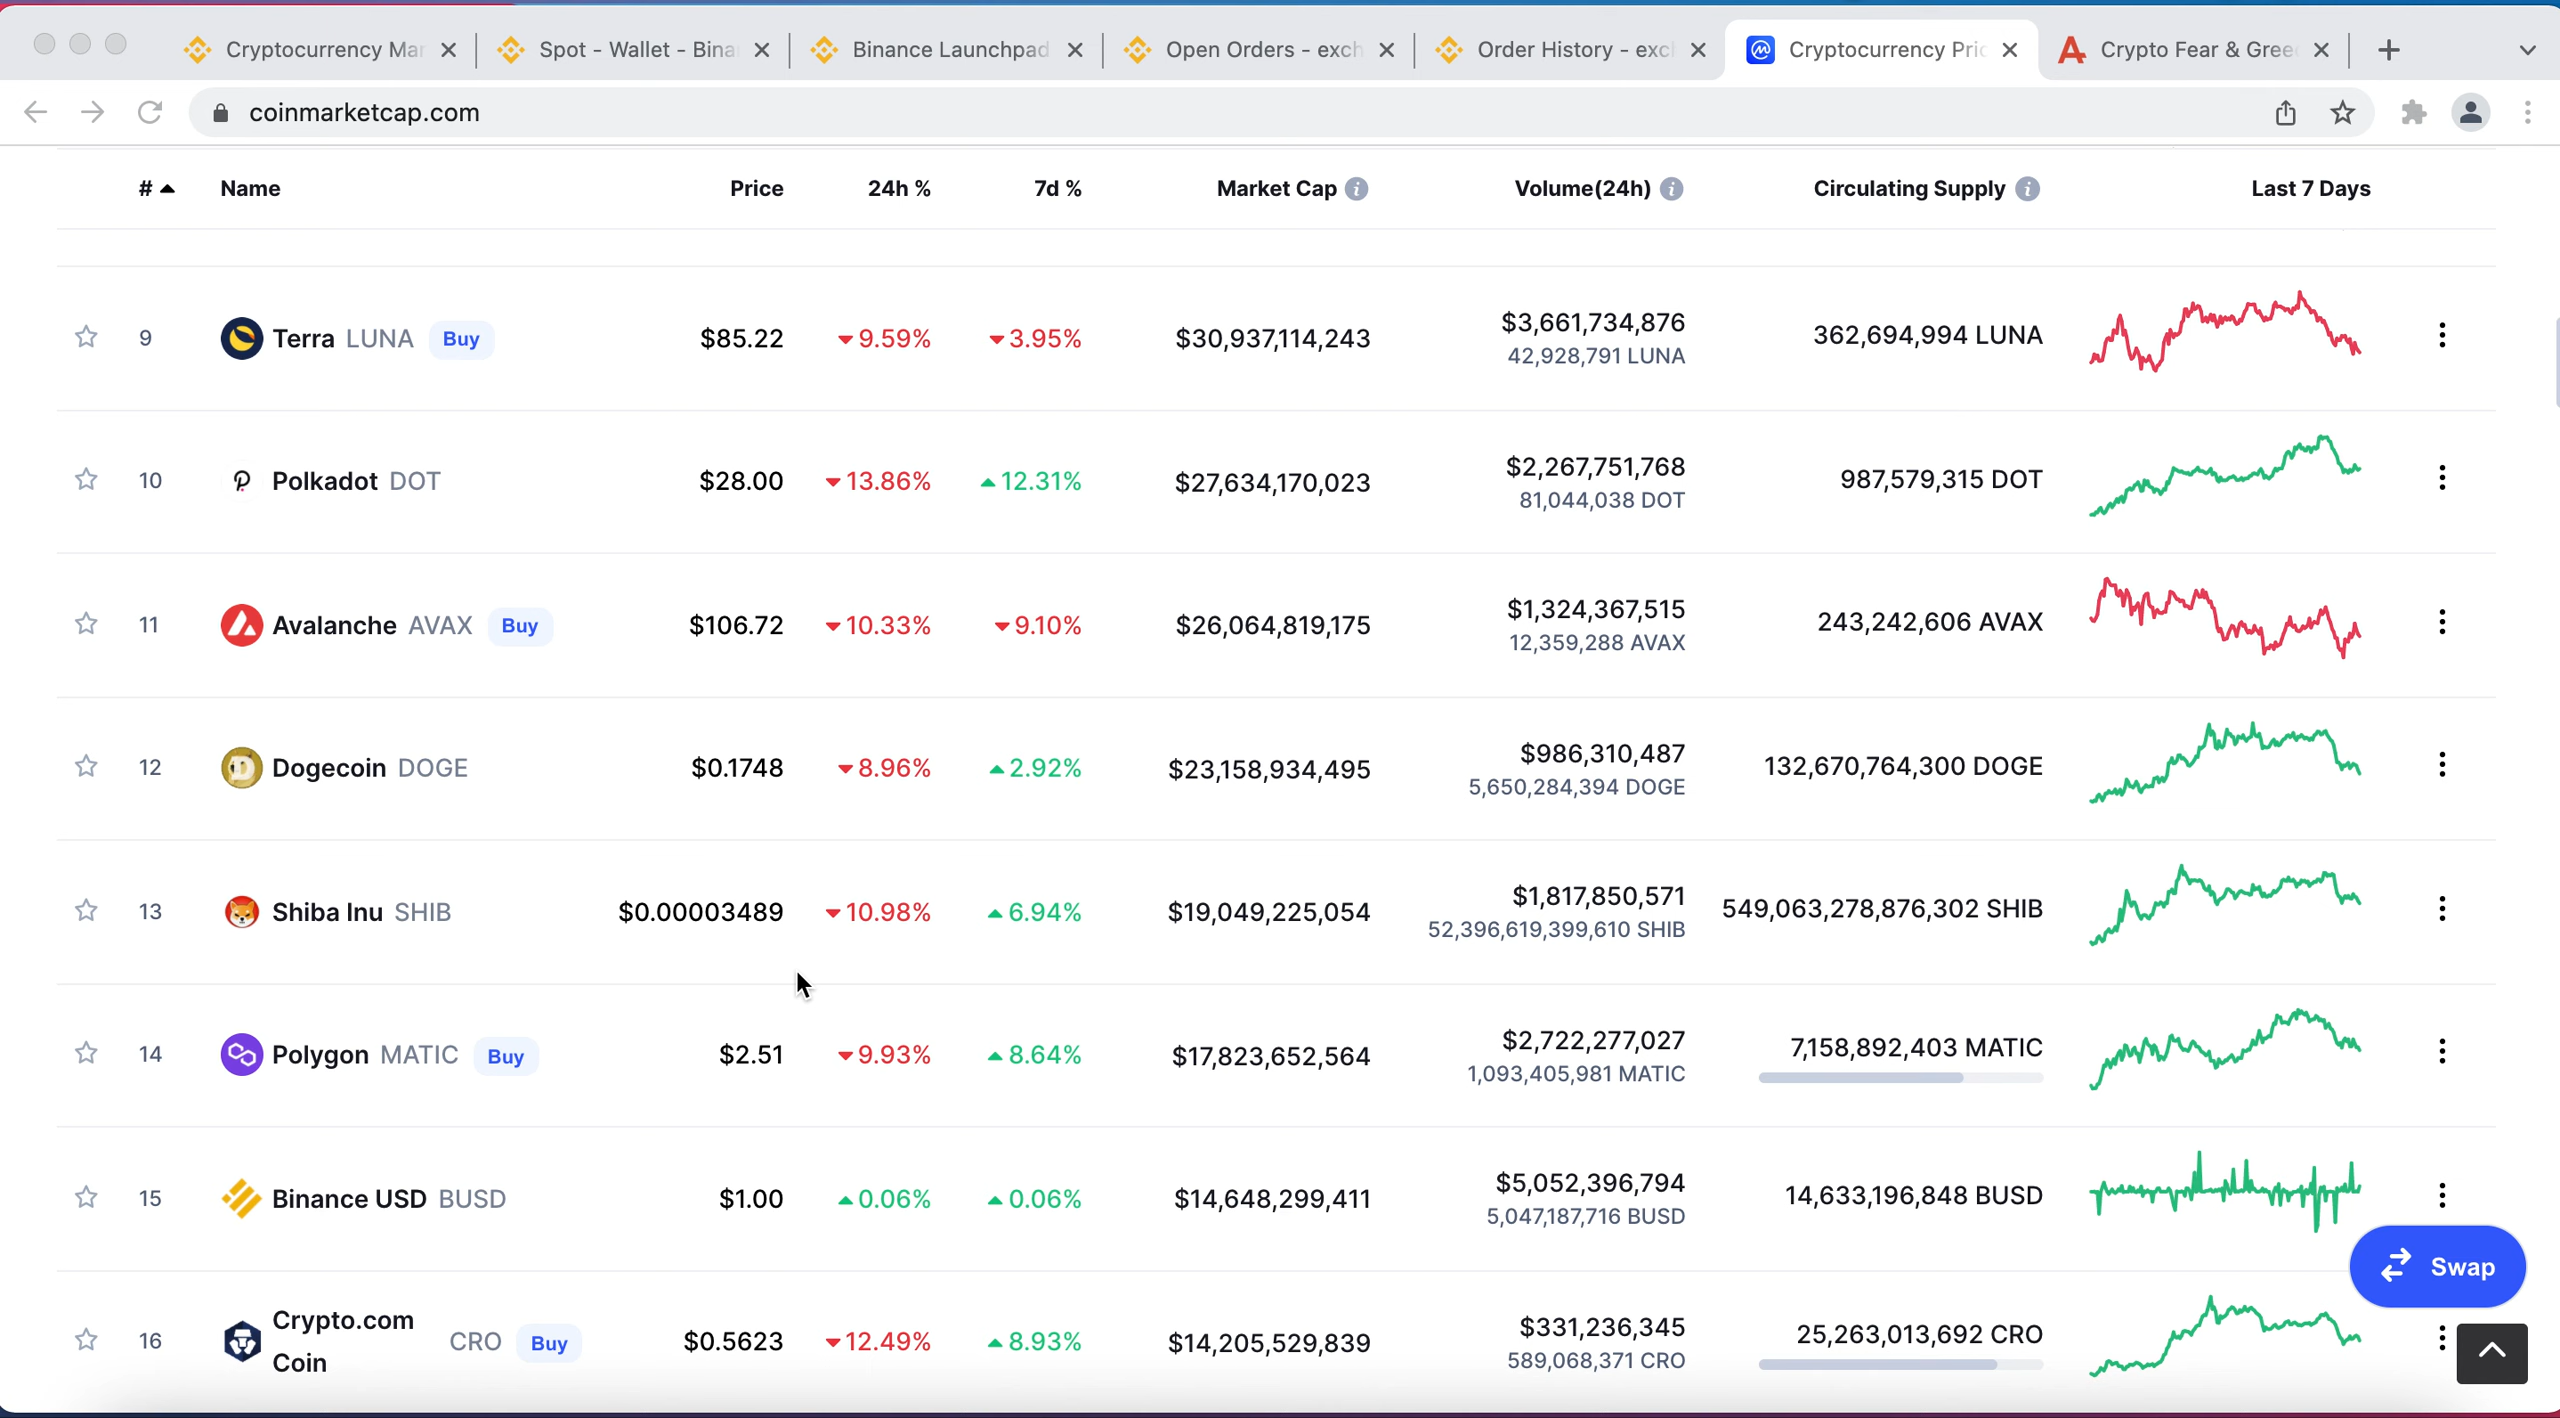 Cryptocurrency Mar
Spot - Wallet - Bina
Binance Launchpad
Open Orders - exch
Order History - exc
Cryptocurrency Pric
Crypto Fear & Gree
coinmarketcap.com
# Name Price 24h % 7d % Market Cap Volume(24h) Circulating Supply Last 7 Days
9 Terra LUNA Buy $85.22 9.59% 3.95% $30,937,114,243 $3,661,734,876 362,694,994 LUNA
42,928,791 LUNA
10 Polkadot DOT $28.00 13.86% 12.31% $27,634,170,023 $2,267,751,768 987,579,315 DOT
81,044,038 DOT
11 Avalanche AVAX Buy $106.72 10.33% 9.10% $26,064,819,175 $1,324,367,515 243,242,606 AVAX
12,359,288 AVAX
12 Dogecoin DOGE $0.1748 8.96% 2.92% $23,158,934,495 $986,310,487 132,670,764,300 DOGE
5,650,284,394 DOGE
13 Shiba Inu SHIB $0.00003489 10.98% 6.94% $19,049,225,054 $1,817,850,571 549,063,278,876,302 SHIB
52,396,619,399,610 SHIB
14 Polygon MATIC Buy $2.51 9.93% 8.64% $17,823,652,564 $2,722,277,027 7,158,892,403 MATIC
1,093,405,981 MATIC
15 Binance USD BUSD $1.00 0.06% 0.06% $14,648,299,411 $5,052,396,794 14,633,196,848 BUSD
5,047,187,716 BUSD
Swap
16 Crypto.com Coin CRO Buy $0.5623 12.49% 8.93% $14,205,529,839 $331,236,345 25,263,013,692 CRO
589,068,371 CRO